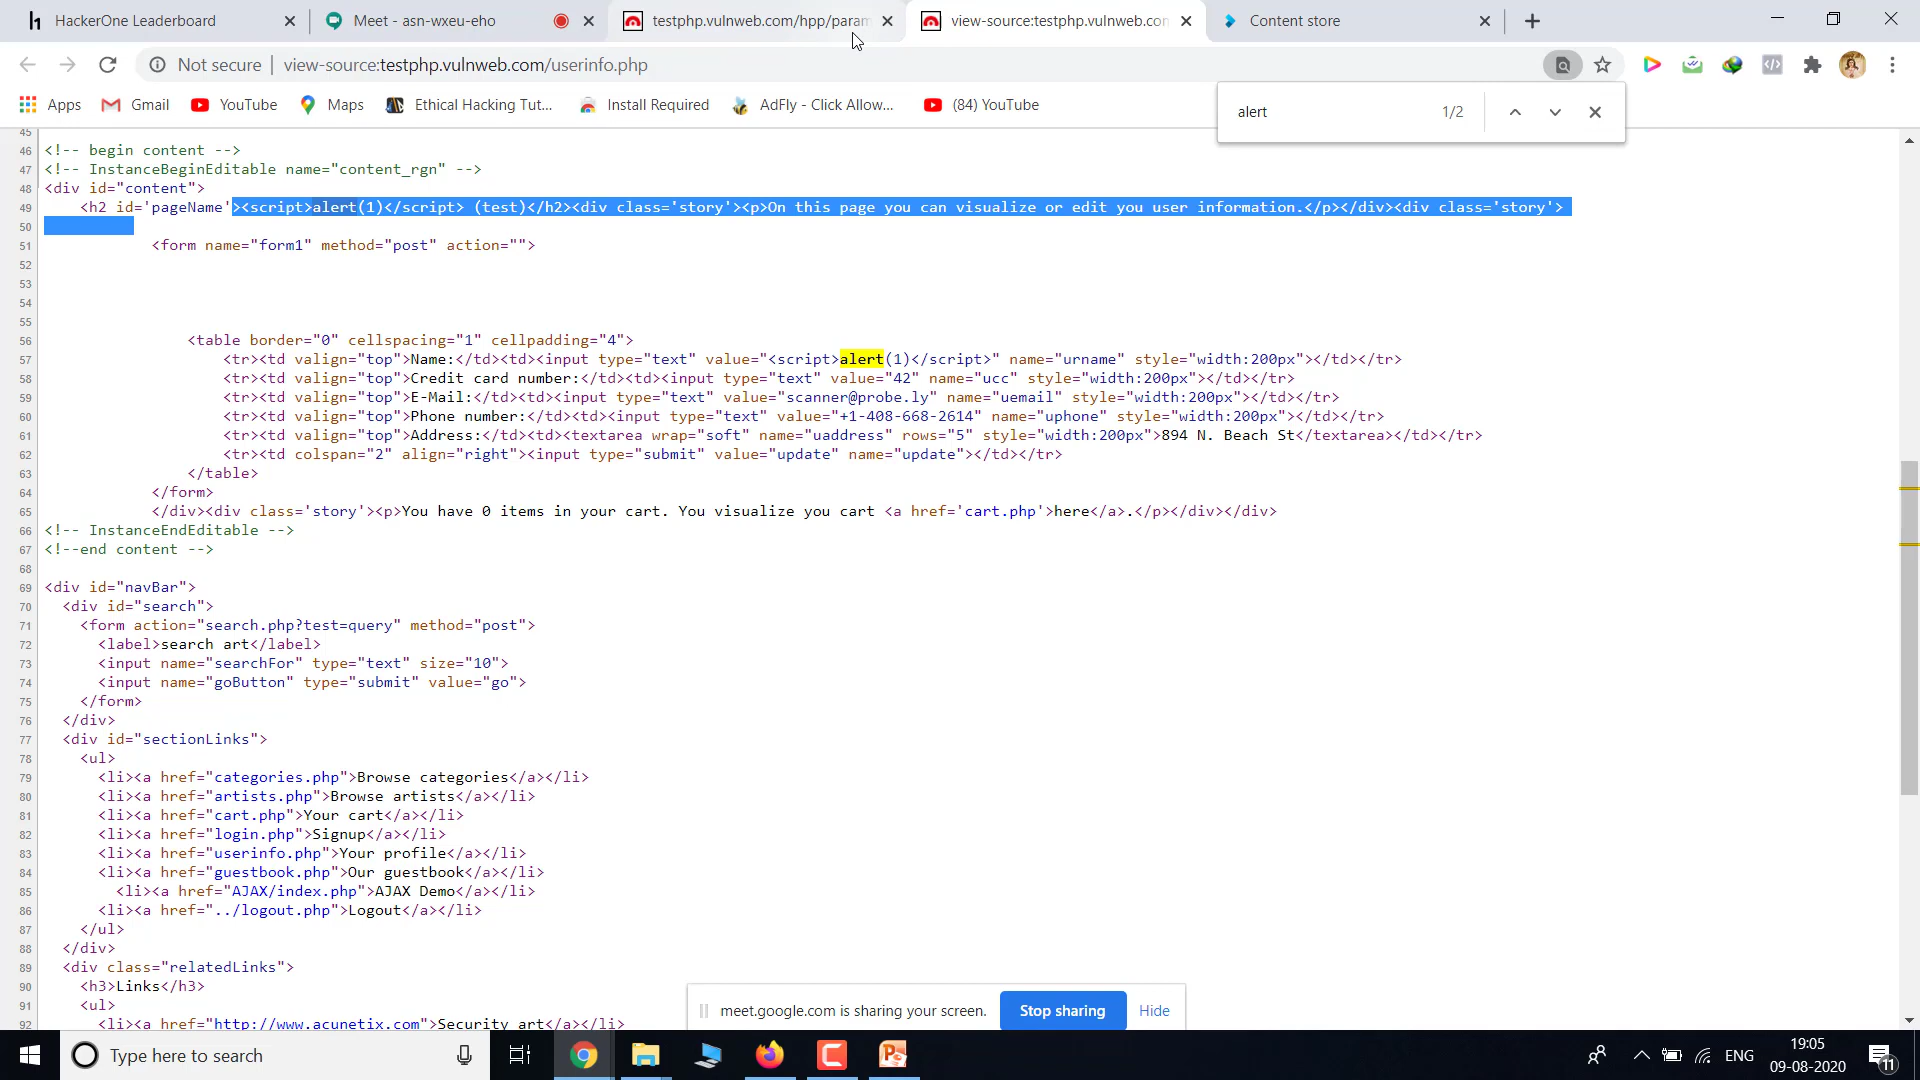 HackerOne Leaderboard
Meet - asn-wxeu-eho
testphp.vulnweb.com/hpp/param
view-source:testphp.vulnweb.com
Content store
Not secure
view-source:testphp.vulnweb.com/userinfo.php
Apps
Gmail
YouTube
Maps
Ethical Hacking Tut...
Install Required
AdFly - Click Allow...
(84) YouTube
alert
1/2
45
46 <!-- begin content -->
47 <!-- InstanceBeginEditable name="content_rgn" -->
48 <div id="content">
49 <h2 id='pageName'><script>alert(1)</script> (test)</h2><div class='story'><p>On this page you can visualize or edit you user information.</p></div><div class='story'>
50
51 <form name="form1" method="post" action="">
52
53
54
55
56 <table border="0" cellspacing="1" cellpadding="4">
57 <tr><td valign="top">Name:</td><td><input type="text" value="<script>alert(1)</script>" name="urname" style="width:200px"></td></tr>
58 <tr><td valign="top">Credit card number:</td><td><input type="text" value="42" name="ucc" style="width:200px"></td></tr>
59 <tr><td valign="top">E-Mail:</td><td><input type="text" value="scanner@probe.ly" name="uemail" style="width:200px"></td></tr>
60 <tr><td valign="top">Phone number:</td><td><input type="text" value="+1-408-668-2614" name="uphone" style="width:200px"></td></tr>
61 <tr><td valign="top">Address:</td><td><textarea wrap="soft" name="uaddress" rows="5" style="width:200px">894 N. Beach St</textarea></td></tr>
62 <tr><td colspan="2" align="right"><input type="submit" value="update" name="update"></td></tr>
63 </table>
64 </form>
65 </div><div class='story'><p>You have 0 items in your cart. You visualize you cart <a href='cart.php'>here</a>.</p></div></div>
66 <!-- InstanceEndEditable -->
67 <!--end content -->
68
69 <div id="navBar">
70 <div id="search">
71 <form action="search.php?test=query" method="post">
72 <label>search art</label>
73 <input name="searchFor" type="text" size="10">
74 <input name="goButton" type="submit" value="go">
75 </form>
76 </div>
77 <div id="sectionLinks">
78 <ul>
79 <li><a href="categories.php">Browse categories</a></li>
80 <li><a href="artists.php">Browse artists</a></li>
81 <li><a href="cart.php">Your cart</a></li>
82 <li><a href="login.php">Signup</a></li>
83 <li><a href="userinfo.php">Your profile</a></li>
84 <li><a href="guestbook.php">Our guestbook</a></li>
85 <li><a href="AJAX/index.php">AJAX Demo</a></li>
86 <li><a href="../logout.php">Logout</a></li>
87 </ul>
88 </div>
89 <div class="relatedLinks">
90 <h3>Links</h3>
91 <ul>
92 <li><a href="http://www.acunetix.com">Security art</a></li>
meet.google.com is sharing your screen.
Stop sharing
Hide
Type here to search
ENG
19:05
09-08-2020
11